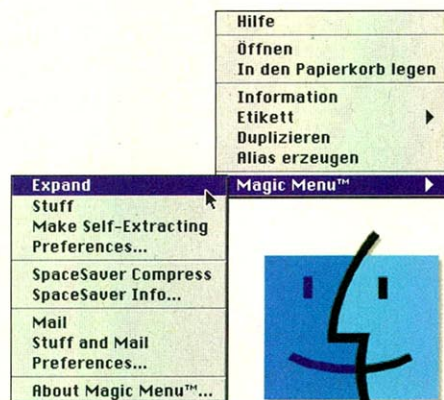 Hilfe
Öffnen
In den Papierkorb legen
Information
Etikett
Duplizieren
Alias erzeugen
Magic Menu™
Expand
Stuff
Make Self-Extracting
Preferences...
SpaceSaver Compress
SpaceSaver Info...
Mail
Stuff and Mail
Preferences...
About Magic Menu™...